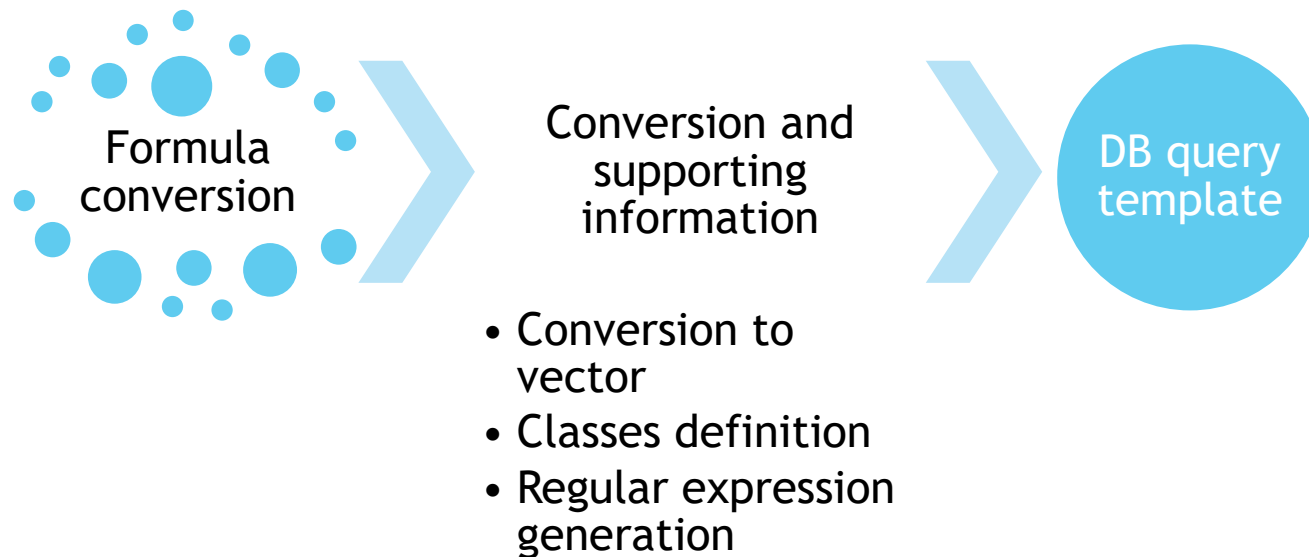 Formula
conversion
Conversion and
supporting
information
• Conversion to
vector
• Classes definition
• Regular expression
generation
DB query
template